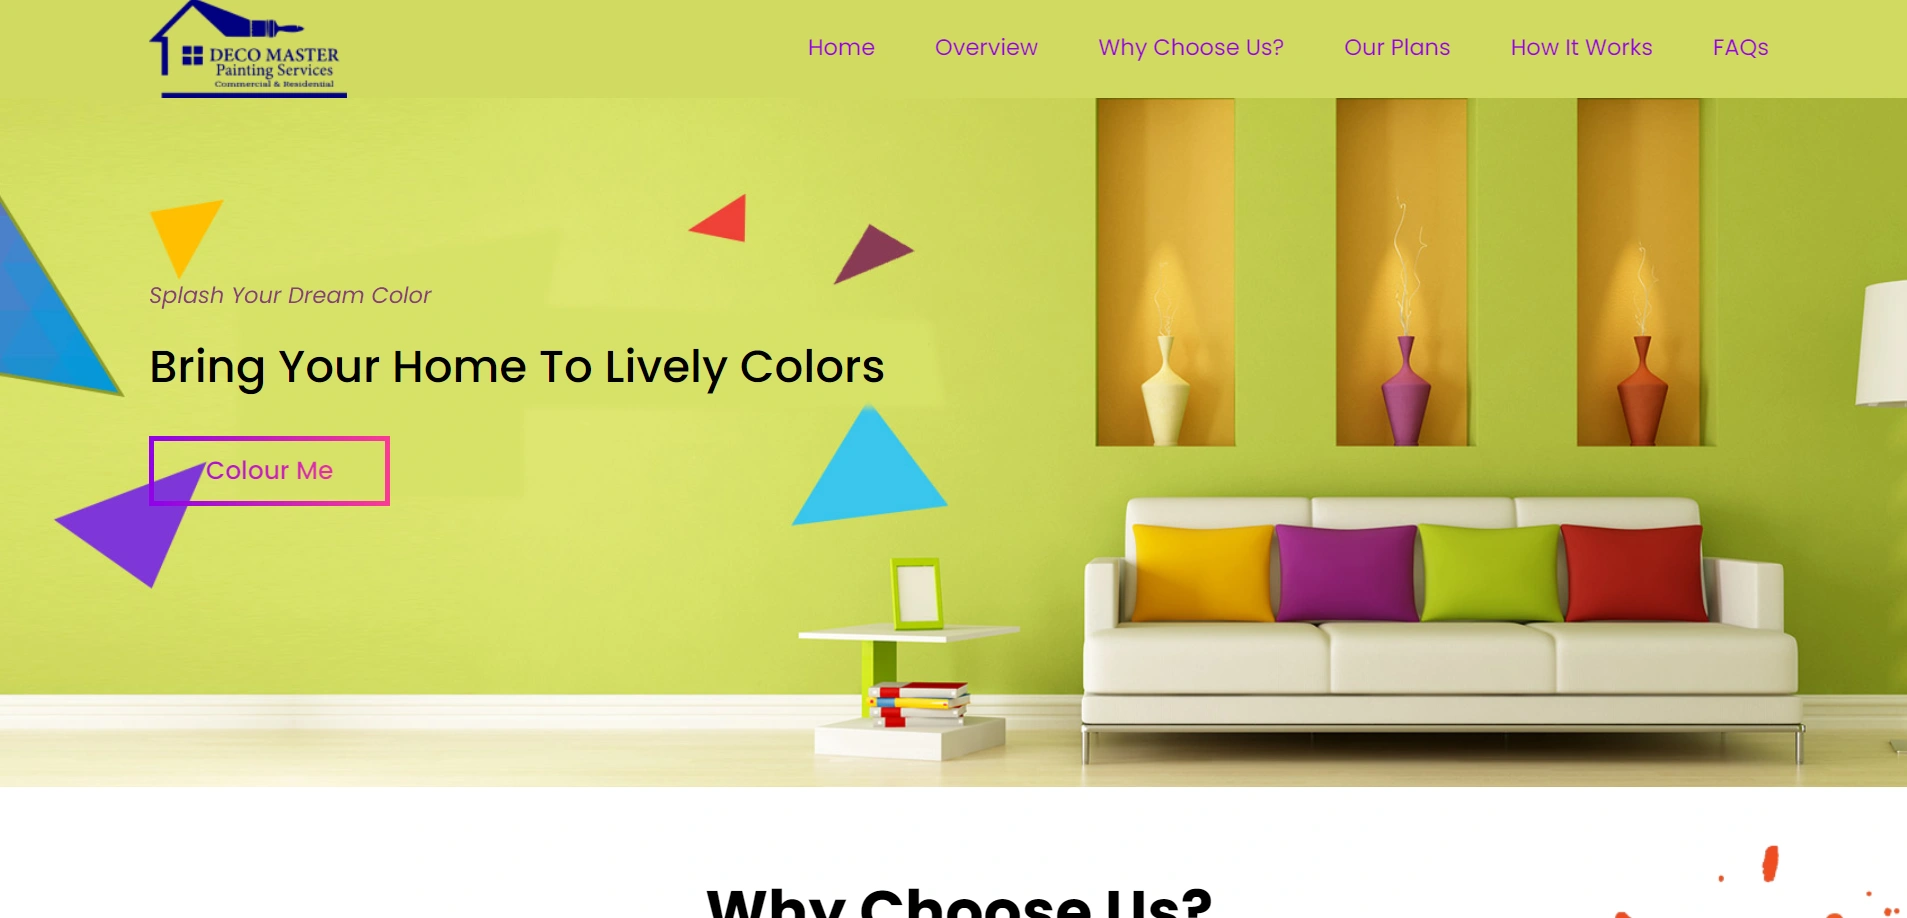 DECO MASTER
Painting Services
Commercial & Residential
Home Overview Why Choose Us? Our Plans How It Works FAQs
Splash Your Dream Color
Bring Your Home To Lively Colors
Colour Me
Why Choose Us?